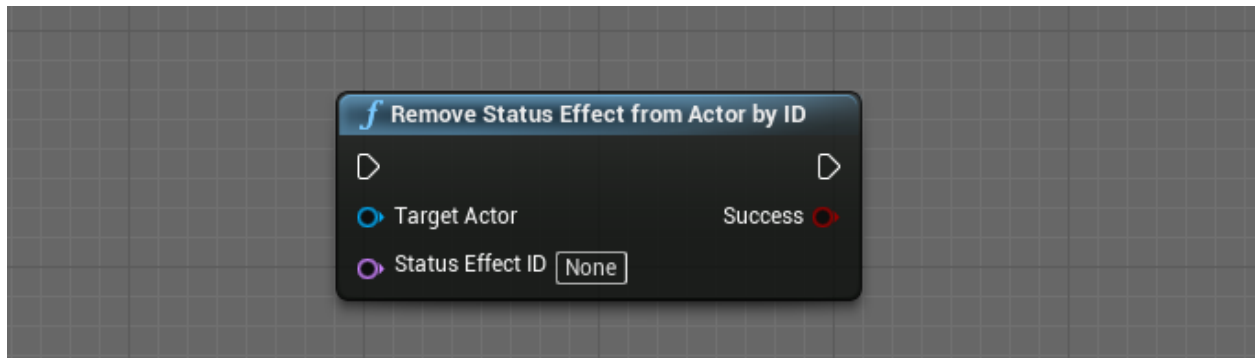 f Remove Status Effect from Actor by ID
Target Actor
Success
Status Effect ID None